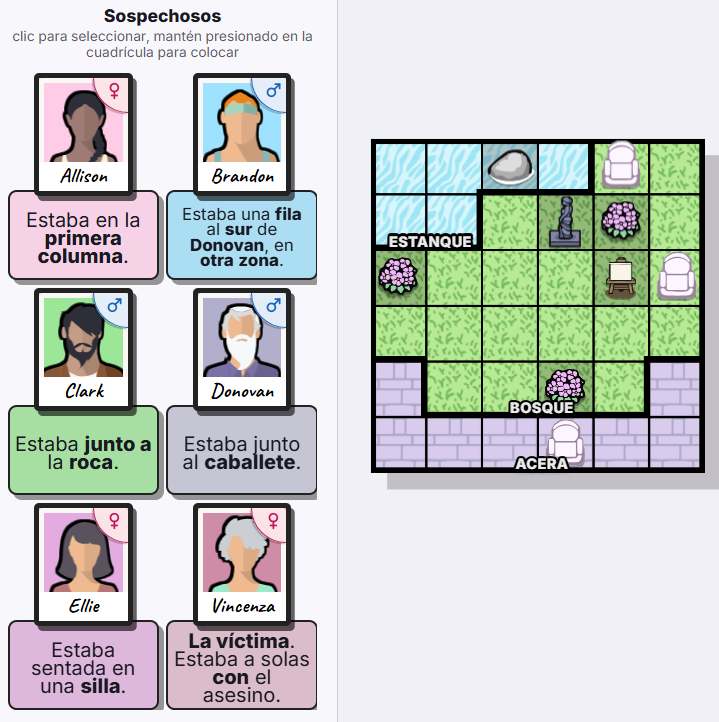 Sospechosos
clic para seleccionar, mantén presionado en la
cuadrícula para colocar
Allison
Brandon
Estaba en la
primera
columna.
Estaba una fila
al sur de
Donovan, en
otra zona.
Clark
Donovan
Estaba junto a
la roca.
Estaba junto
al caballete.
Ellie
Vincenza
Estaba
sentada en
una silla.
La víctima.
Estaba a solas
con el
asesino.
ESTANQUE
BOSQUE
ACERA